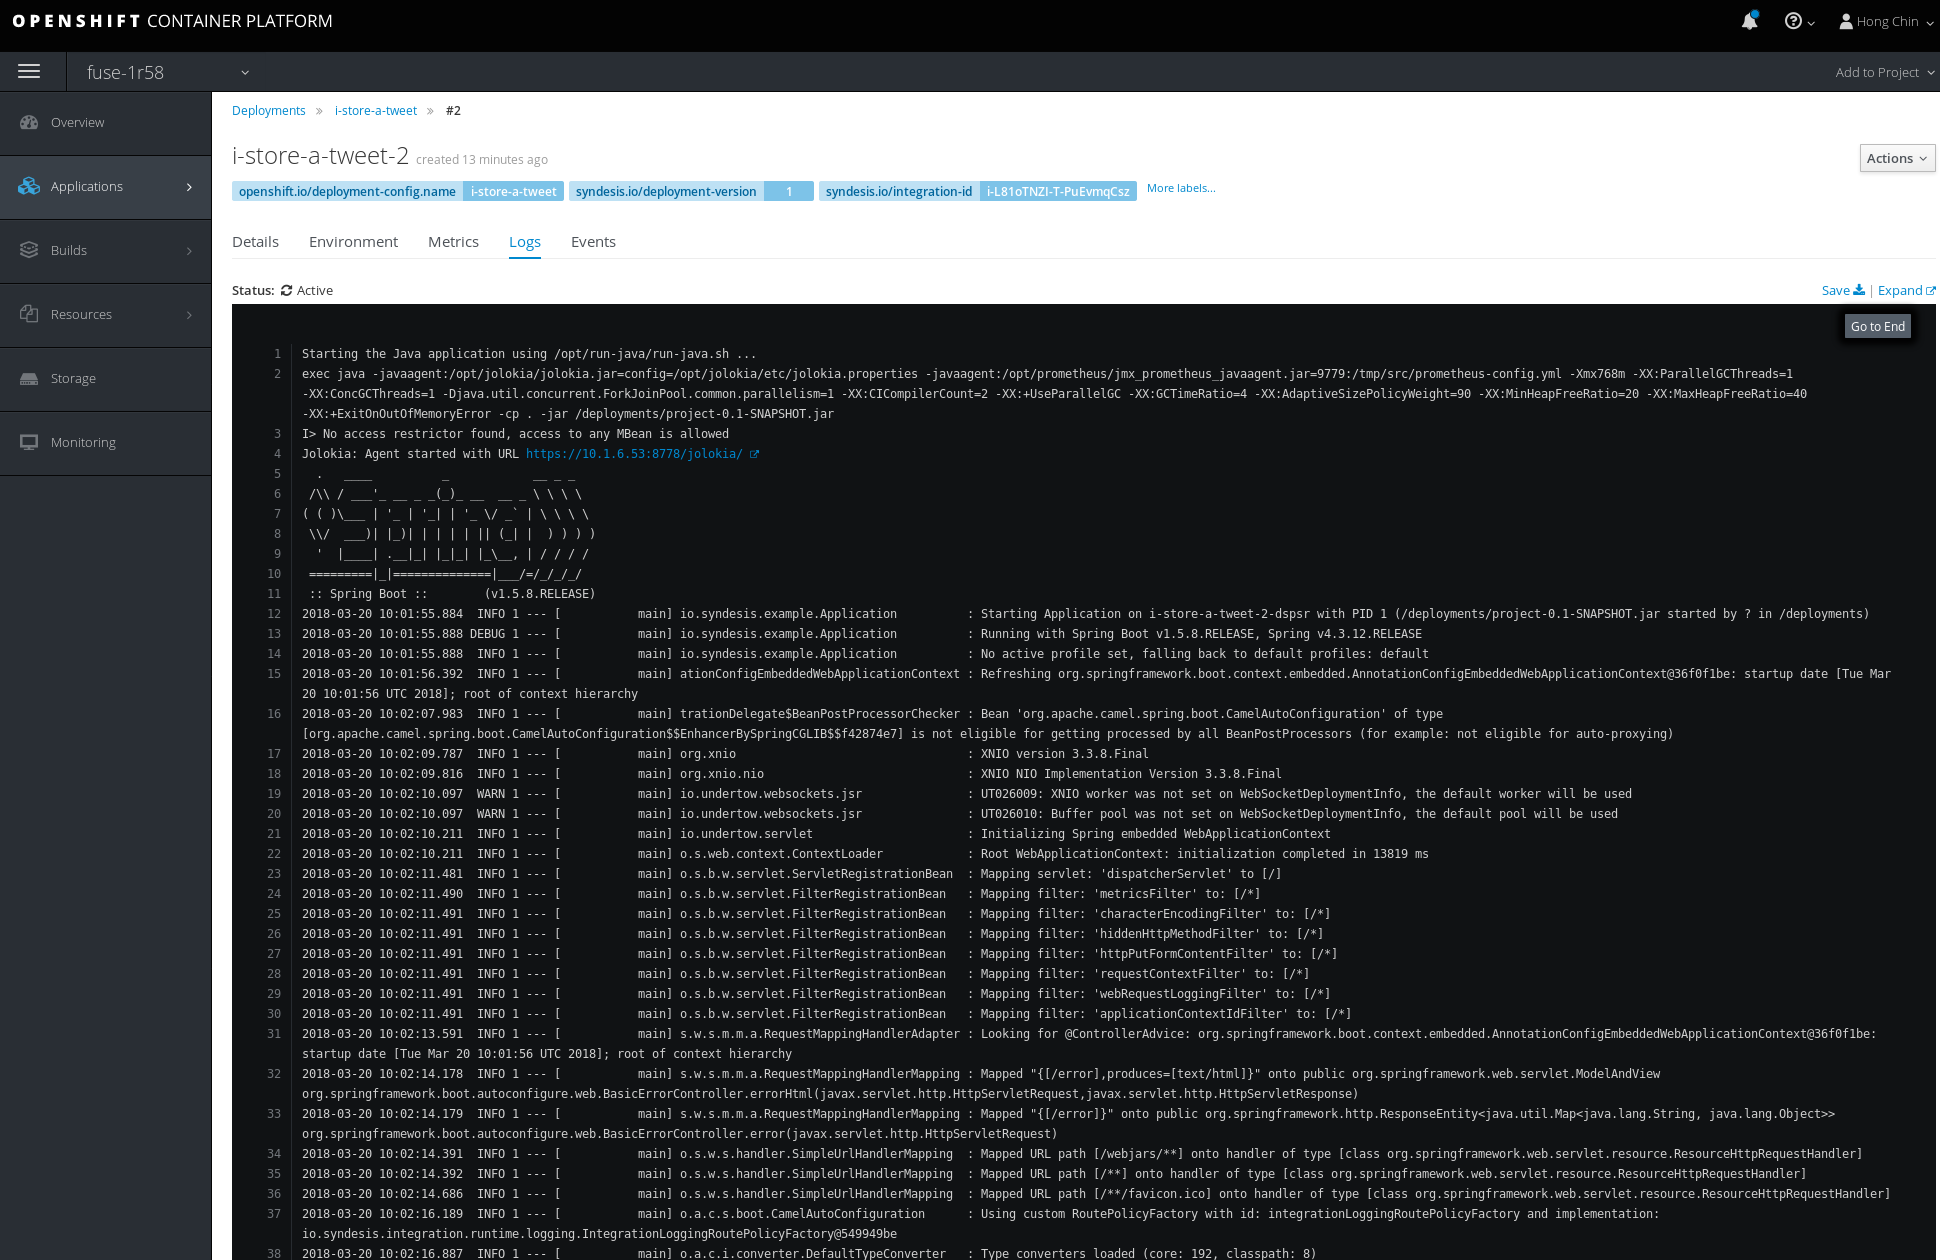 OPENSHIFT CONTAINER PLATFORM
Hong Chin
fuse-1r58
Add to Project
Overview
Applications
Builds
Resources
Storage
Monitoring
Deployments » i-store-a-tweet » #2
i-store-a-tweet-2 created 13 minutes ago
Actions
openshift.io/deployment-config.name i-store-a-tweet syndesis.io/deployment-version 1 syndesis.io/integration-id i-L81oTNZI-T-PuEvmqCsz More labels...
Details Environment Metrics Logs Events
Status: Active
Save | Expand
Go to End
1 Starting the Java application using /opt/run-java/run-java.sh ...
2 exec java -javaagent:/opt/jolokia/jolokia.jar=config=/opt/jolokia/etc/jolokia.properties -javaagent:/opt/prometheus/jmx_prometheus_javaagent.jar=9779:/tmp/src/prometheus-config.yml -Xmx768m -XX:ParallelGCThreads=1
-XX:ConcGCThreads=1 -Djava.util.concurrent.ForkJoinPool.common.parallelism=1 -XX:CICompilerCount=2 -XX:+UseParallelGC -XX:GCTimeRatio=4 -XX:AdaptiveSizePolicyWeight=90 -XX:MinHeapFreeRatio=20 -XX:MaxHeapFreeRatio=40
-XX:+ExitOnOutOfMemoryError -cp . -jar /deployments/project-0.1-SNAPSHOT.jar
3 I> No access restrictor found, access to any MBean is allowed
4 Jolokia: Agent started with URL https://10.1.6.53:8778/jolokia/
5   .   ____          _            __ _ _
6  /\\ / ___'_ __ _ _(_)_ __  __ _ \ \ \ \
7 ( ( )\___ | '_ | '_| | '_ \/ _` | \ \ \ \
8  \\/  ___)| |_)| | | | | || (_| |  ) ) ) )
9   '  |____| .__|_| |_|_| |_\__, | / / / /
10  =========|_|==============|___/=/_/_/_/
11  :: Spring Boot ::        (v1.5.8.RELEASE)
12 2018-03-20 10:01:55.884  INFO 1 --- [           main] io.syndesis.example.Application          : Starting Application on i-store-a-tweet-2-dspsr with PID 1 (/deployments/project-0.1-SNAPSHOT.jar started by ? in /deployments)
13 2018-03-20 10:01:55.888 DEBUG 1 --- [           main] io.syndesis.example.Application          : Running with Spring Boot v1.5.8.RELEASE, Spring v4.3.12.RELEASE
14 2018-03-20 10:01:55.888  INFO 1 --- [           main] io.syndesis.example.Application          : No active profile set, falling back to default profiles: default
15 2018-03-20 10:01:56.392  INFO 1 --- [           main] ationConfigEmbeddedWebApplicationContext : Refreshing org.springframework.boot.context.embedded.AnnotationConfigEmbeddedWebApplicationContext@36f0f1be: startup date [Tue Mar
20 10:01:56 UTC 2018]; root of context hierarchy
16 2018-03-20 10:02:07.983  INFO 1 --- [           main] trationDelegate$BeanPostProcessorChecker : Bean 'org.apache.camel.spring.boot.CamelAutoConfiguration' of type
[org.apache.camel.spring.boot.CamelAutoConfiguration$$EnhancerBySpringCGLIB$$f42874e7] is not eligible for getting processed by all BeanPostProcessors (for example: not eligible for auto-proxying)
17 2018-03-20 10:02:09.787  INFO 1 --- [           main] org.xnio                                 : XNIO version 3.3.8.Final
18 2018-03-20 10:02:09.816  INFO 1 --- [           main] org.xnio.nio                             : XNIO NIO Implementation Version 3.3.8.Final
19 2018-03-20 10:02:10.097  WARN 1 --- [           main] io.undertow.websockets.jsr               : UT026009: XNIO worker was not set on WebSocketDeploymentInfo, the default worker will be used
20 2018-03-20 10:02:10.097  WARN 1 --- [           main] io.undertow.websockets.jsr               : UT026010: Buffer pool was not set on WebSocketDeploymentInfo, the default pool will be used
21 2018-03-20 10:02:10.211  INFO 1 --- [           main] io.undertow.servlet                      : Initializing Spring embedded WebApplicationContext
22 2018-03-20 10:02:10.211  INFO 1 --- [           main] o.s.web.context.ContextLoader            : Root WebApplicationContext: initialization completed in 13819 ms
23 2018-03-20 10:02:11.481  INFO 1 --- [           main] o.s.b.w.servlet.ServletRegistrationBean  : Mapping servlet: 'dispatcherServlet' to [/]
24 2018-03-20 10:02:11.490  INFO 1 --- [           main] o.s.b.w.servlet.FilterRegistrationBean   : Mapping filter: 'metricsFilter' to: [/*]
25 2018-03-20 10:02:11.491  INFO 1 --- [           main] o.s.b.w.servlet.FilterRegistrationBean   : Mapping filter: 'characterEncodingFilter' to: [/*]
26 2018-03-20 10:02:11.491  INFO 1 --- [           main] o.s.b.w.servlet.FilterRegistrationBean   : Mapping filter: 'hiddenHttpMethodFilter' to: [/*]
27 2018-03-20 10:02:11.491  INFO 1 --- [           main] o.s.b.w.servlet.FilterRegistrationBean   : Mapping filter: 'httpPutFormContentFilter' to: [/*]
28 2018-03-20 10:02:11.491  INFO 1 --- [           main] o.s.b.w.servlet.FilterRegistrationBean   : Mapping filter: 'requestContextFilter' to: [/*]
29 2018-03-20 10:02:11.491  INFO 1 --- [           main] o.s.b.w.servlet.FilterRegistrationBean   : Mapping filter: 'webRequestLoggingFilter' to: [/*]
30 2018-03-20 10:02:11.491  INFO 1 --- [           main] o.s.b.w.servlet.FilterRegistrationBean   : Mapping filter: 'applicationContextIdFilter' to: [/*]
31 2018-03-20 10:02:13.591  INFO 1 --- [           main] s.w.s.m.m.a.RequestMappingHandlerAdapter : Looking for @ControllerAdvice: org.springframework.boot.context.embedded.AnnotationConfigEmbeddedWebApplicationContext@36f0f1be:
startup date [Tue Mar 20 10:01:56 UTC 2018]; root of context hierarchy
32 2018-03-20 10:02:14.178  INFO 1 --- [           main] s.w.s.m.m.a.RequestMappingHandlerMapping : Mapped "{[/error],produces=[text/html]}" onto public org.springframework.web.servlet.ModelAndView
org.springframework.boot.autoconfigure.web.BasicErrorController.errorHtml(javax.servlet.http.HttpServletRequest,javax.servlet.http.HttpServletResponse)
33 2018-03-20 10:02:14.179  INFO 1 --- [           main] s.w.s.m.m.a.RequestMappingHandlerMapping : Mapped "{[/error]}" onto public org.springframework.http.ResponseEntity<java.util.Map<java.lang.String, java.lang.Object>>
org.springframework.boot.autoconfigure.web.BasicErrorController.error(javax.servlet.http.HttpServletRequest)
34 2018-03-20 10:02:14.391  INFO 1 --- [           main] o.s.w.s.handler.SimpleUrlHandlerMapping  : Mapped URL path [/webjars/**] onto handler of type [class org.springframework.web.servlet.resource.ResourceHttpRequestHandler]
35 2018-03-20 10:02:14.392  INFO 1 --- [           main] o.s.w.s.handler.SimpleUrlHandlerMapping  : Mapped URL path [/**] onto handler of type [class org.springframework.web.servlet.resource.ResourceHttpRequestHandler]
36 2018-03-20 10:02:14.686  INFO 1 --- [           main] o.s.w.s.handler.SimpleUrlHandlerMapping  : Mapped URL path [/**/favicon.ico] onto handler of type [class org.springframework.web.servlet.resource.ResourceHttpRequestHandler]
37 2018-03-20 10:02:16.189  INFO 1 --- [           main] o.a.c.s.boot.CamelAutoConfiguration      : Using custom RoutePolicyFactory with id: integrationLoggingRoutePolicyFactory and implementation:
io.syndesis.integration.runtime.logging.IntegrationLoggingRoutePolicyFactory@549949be
38 2018-03-20 10:02:16.887  INFO 1 --- [           main] o.a.c.i.converter.DefaultTypeConverter   : Type converters loaded (core: 192, classpath: 8)